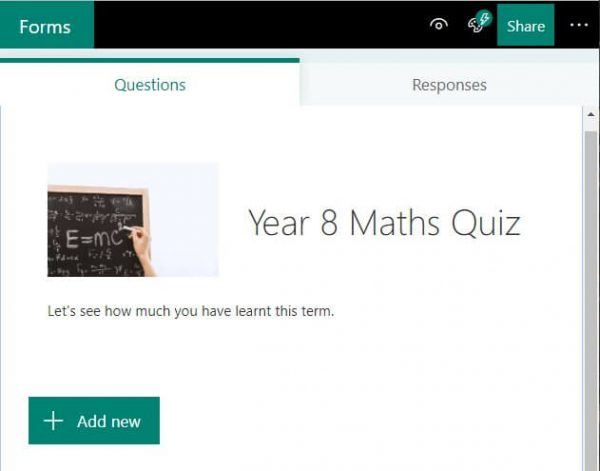 Forms
Share
Questions
Responses
E=mc²
Year 8 Maths Quiz
Let's see how much you have learnt this term.
Add new